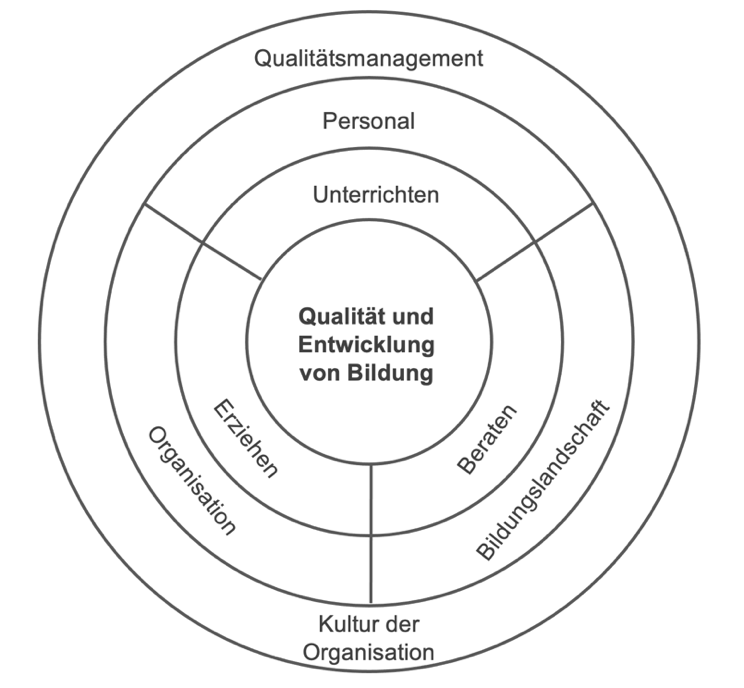 Qualitätsmanagement
Personal
Unterrichten
Qualität und
Entwicklung
von Bildung
Erziehen
Beraten
Organisation
Bildungslandschaft
Kultur der
Organisation